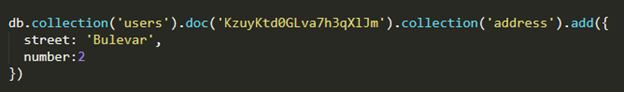 db.collection('users').doc('KzuyKtd0GLva7h3qXlJm').collection('address').add({
  street: 'Bulevar',
  number:2
})